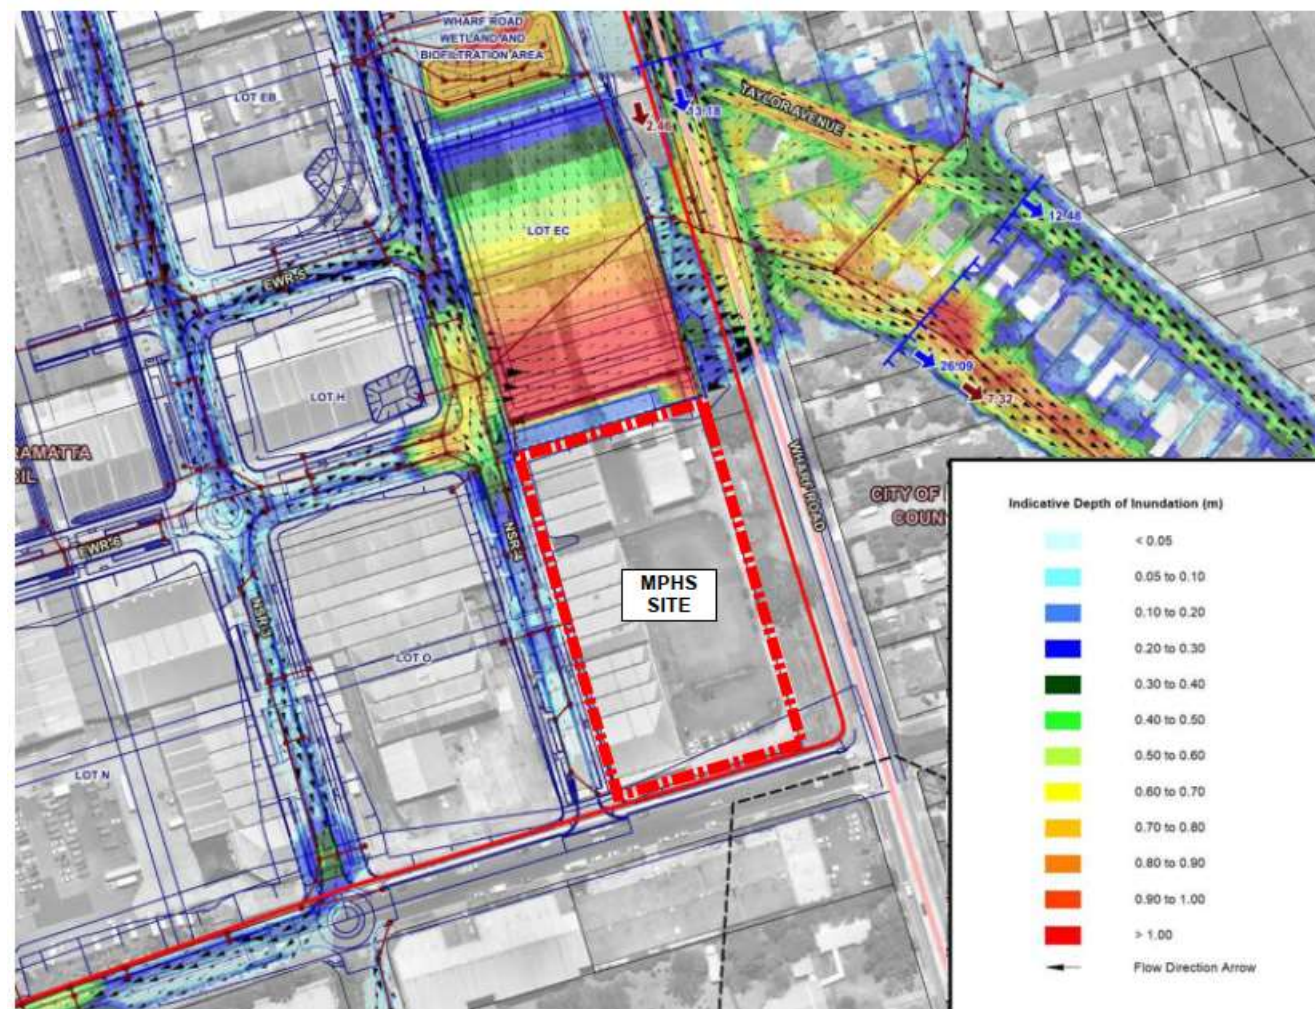 WHARF ROAD
WETLAND AND
BIOFILTRATION AREA
LOT EB
TAYLOR AVENUE
2.46
13.18
LOT EC
12.48
EWR-5
26.09
7.32
LOT H
RAMATTA
CIL
WHARF ROAD
CITY OF
COUN
EWR-6
NSR-4
MPHS
SITE
NSR-3
LOT O
LOT N
Indicative Depth of Inundation (m)
< 0.05
0.05 to 0.10
0.10 to 0.20
0.20 to 0.30
0.30 to 0.40
0.40 to 0.50
0.50 to 0.60
0.60 to 0.70
0.70 to 0.80
0.80 to 0.90
0.90 to 1.00
> 1.00
Flow Direction Arrow